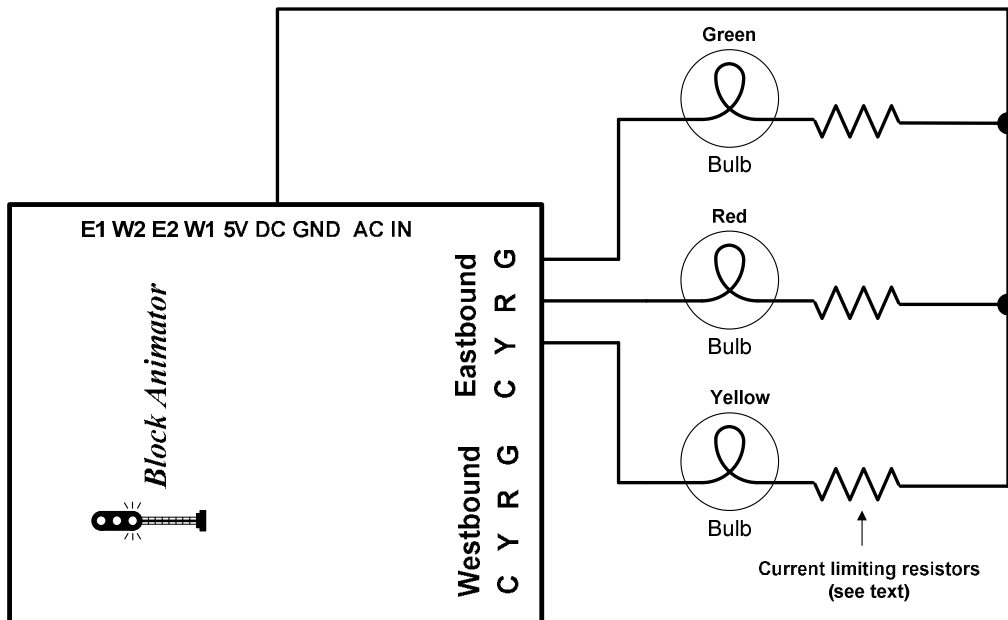 Green
Bulb
E1 W2 E2 W1 5V DC GND AC IN
Red
Bulb
Yellow
Bulb
Current limiting resistors
(see text)
Block Animator
Eastbound
G
R
Y
C
Westbound
G
R
Y
C